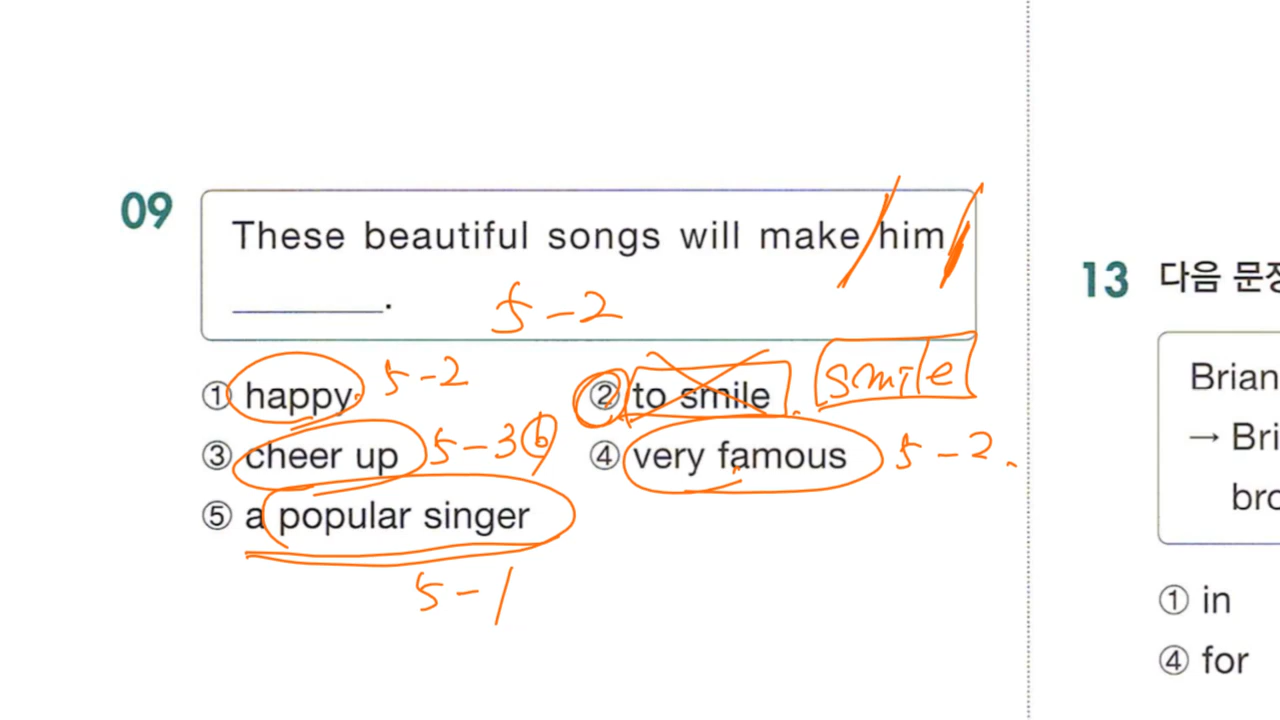 09
These beautiful songs will make him
________.
5-2
① happy 5-2 ② to smile smile
③ cheer up 5-3 ⓑ ④ very famous 5-2.
⑤ a popular singer
5-1
13 다음 문장
Brian
→ Bri
bro
① in
④ for